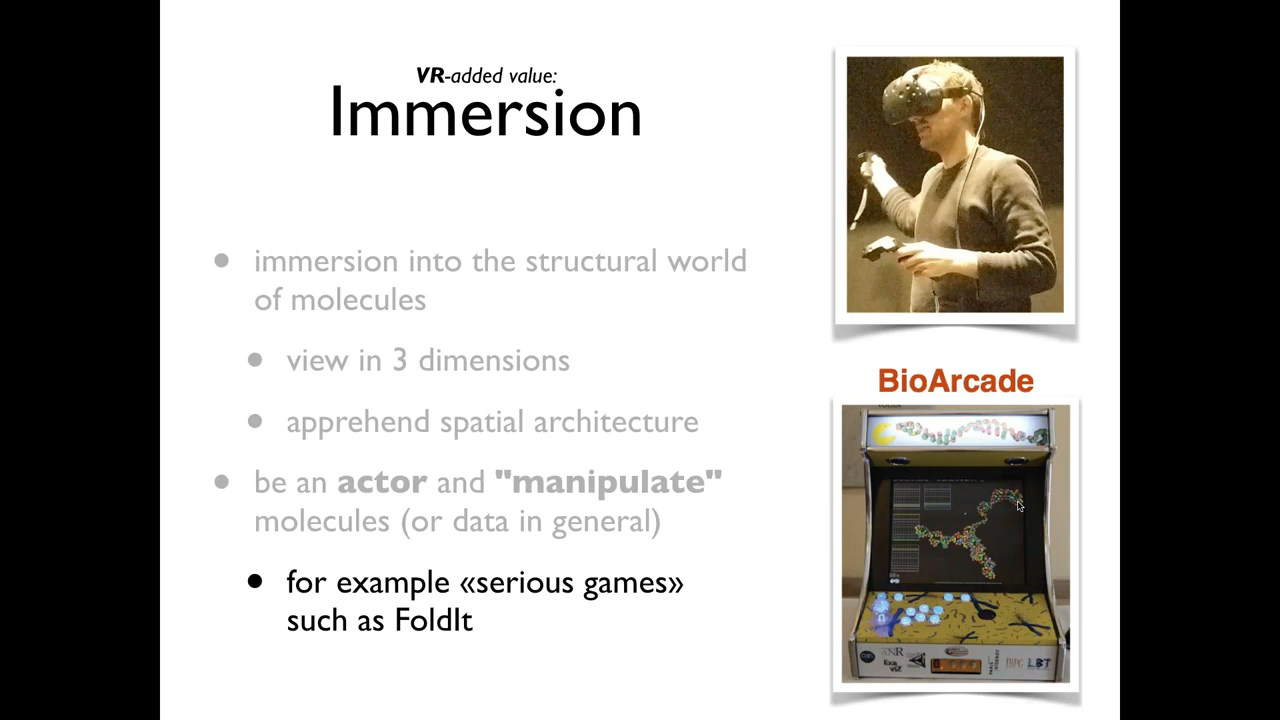 VR-added value:
Immersion
• immersion into the structural world
of molecules
• view in 3 dimensions
• apprehend spatial architecture
• be an actor and "manipulate"
molecules (or data in general)
• for example «serious games»
such as FoldIt
BioArcade
LBT